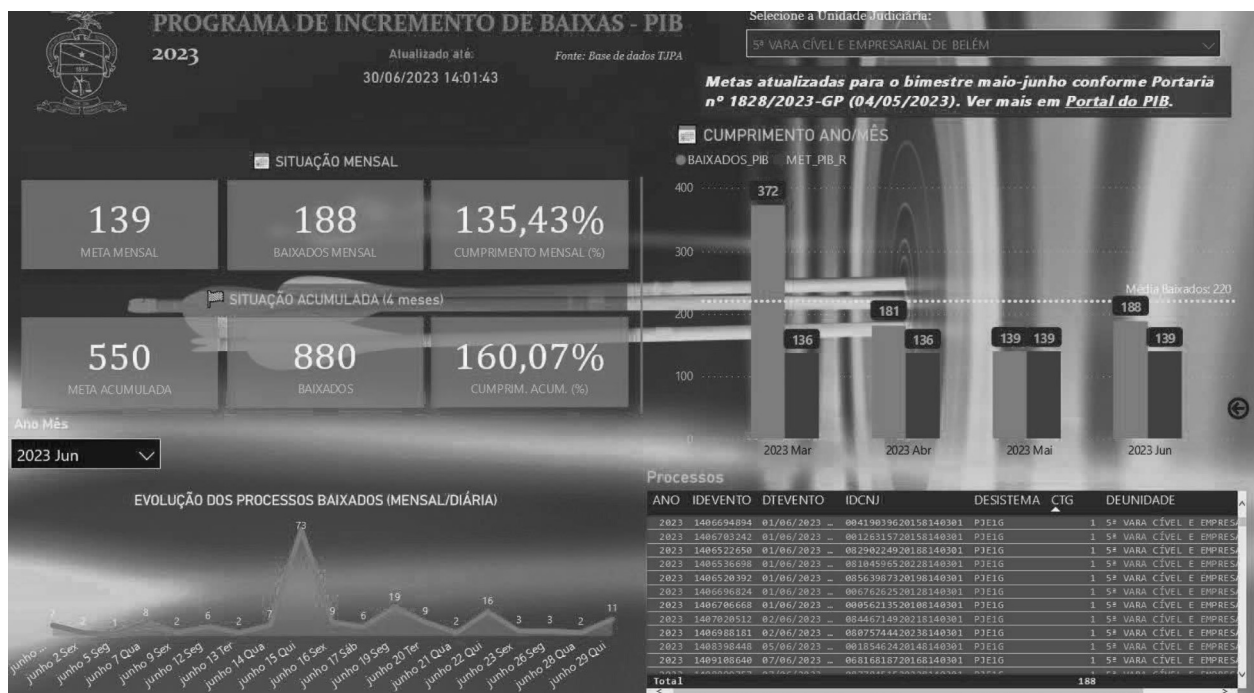 PROGRAMA DE INCREMENTO DE BAIXAS - PIB
2023
Atualizado até:
30/06/2023 14:01:43
Fonte: Base de dados TJPA
Selecione a Unidade Judiciária:
5ª VARA CÍVEL E EMPRESARIAL DE BELÉM
Metas atualizadas para o bimestre maio-junho conforme Portaria
nº 1828/2023-GP (04/05/2023). Ver mais em Portal do PIB.
SITUAÇÃO MENSAL
139
META MENSAL
188
BAIXADOS MENSAL
135,43%
CUMPRIMENTO MENSAL (%)
SITUAÇÃO ACUMULADA (4 meses)
550
META ACUMULADA
880
BAIXADOS
160,07%
CUMPRIM. ACUM. (%)
CUMPRIMENTO ANO/MÊS
BAIXADOS_PIB MET_PIB_R
400
300
200
100
0
Média Baixados: 220
372
136
181
136
139
139
188
139
2023 Mar
2023 Abr
2023 Mai
2023 Jun
Ano Mês
2023 Jun
EVOLUÇÃO DOS PROCESSOS BAIXADOS (MENSAL/DIÁRIA)
7 2 1 8 2 6 2 7 73 9 6 19 9 2 16 3 3 2 11
junho ...
junho 2 Sex
junho 5 Seg
junho 7 Qua
junho 9 Sex
junho 12 Seg
junho 13 Ter
junho 14 Qua
junho 15 Qui
junho 16 Sex
junho 17 Sáb
junho 19 Seg
junho 20 Ter
junho 21 Qua
junho 22 Qui
junho 23 Sex
junho 26 Seg
junho 28 Qua
junho 29 Qui
Processos
ANO IDEVENTO DTEVENTO IDCNJ DESISTEMA CTG DEUNIDADE
2023 1406694894 01/06/2023 … 00419039620158140301 PJE1G 1 5ª VARA CÍVEL E EMPRESA
2023 1406703242 01/06/2023 … 00126315720158140301 PJE1G 1 5ª VARA CÍVEL E EMPRESA
2023 1406522650 01/06/2023 … 08290224920188140301 PJE1G 1 5ª VARA CÍVEL E EMPRESA
2023 1406536698 01/06/2023 … 08104596520228140301 PJE1G 1 5ª VARA CÍVEL E EMPRESA
2023 1406520392 01/06/2023 … 08563987320198140301 PJE1G 1 5ª VARA CÍVEL E EMPRESA
2023 1406696824 01/06/2023 … 00676262520128140301 PJE1G 1 5ª VARA CÍVEL E EMPRESA
2023 1406706668 01/06/2023 … 00056213520108140301 PJE1G 1 5ª VARA CÍVEL E EMPRESA
2023 1407020512 02/06/2023 … 08446714920218140301 PJE1G 1 5ª VARA CÍVEL E EMPRESA
2023 1406988181 02/06/2023 … 08075744420238140301 PJE1G 1 5ª VARA CÍVEL E EMPRESA
2023 1408398448 05/06/2023 … 00185462420148140301 PJE1G 1 5ª VARA CÍVEL E EMPRESA
2023 1409108640 07/06/2023 … 06816818720168140301 PJE1G 1 5ª VARA CÍVEL E EMPRESA
Total 188